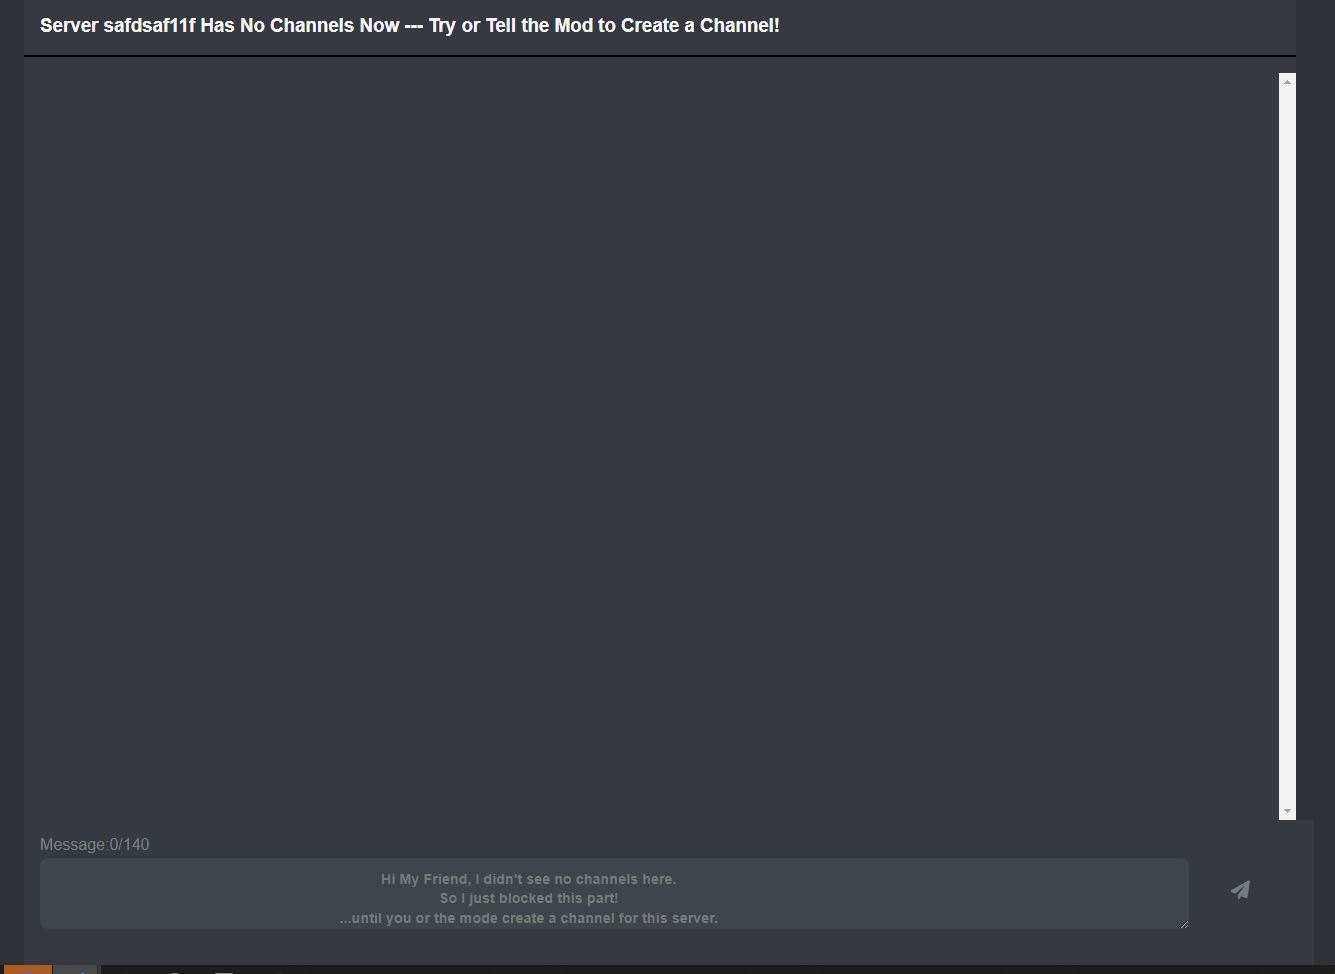 Server safdsaf11f Has No Channels Now --- Try or Tell the Mod to Create a Channel!
Message:0/140
Hi My Friend, I didn't see no channels here.
So I just blocked this part!
...until you or the mode create a channel for this server.